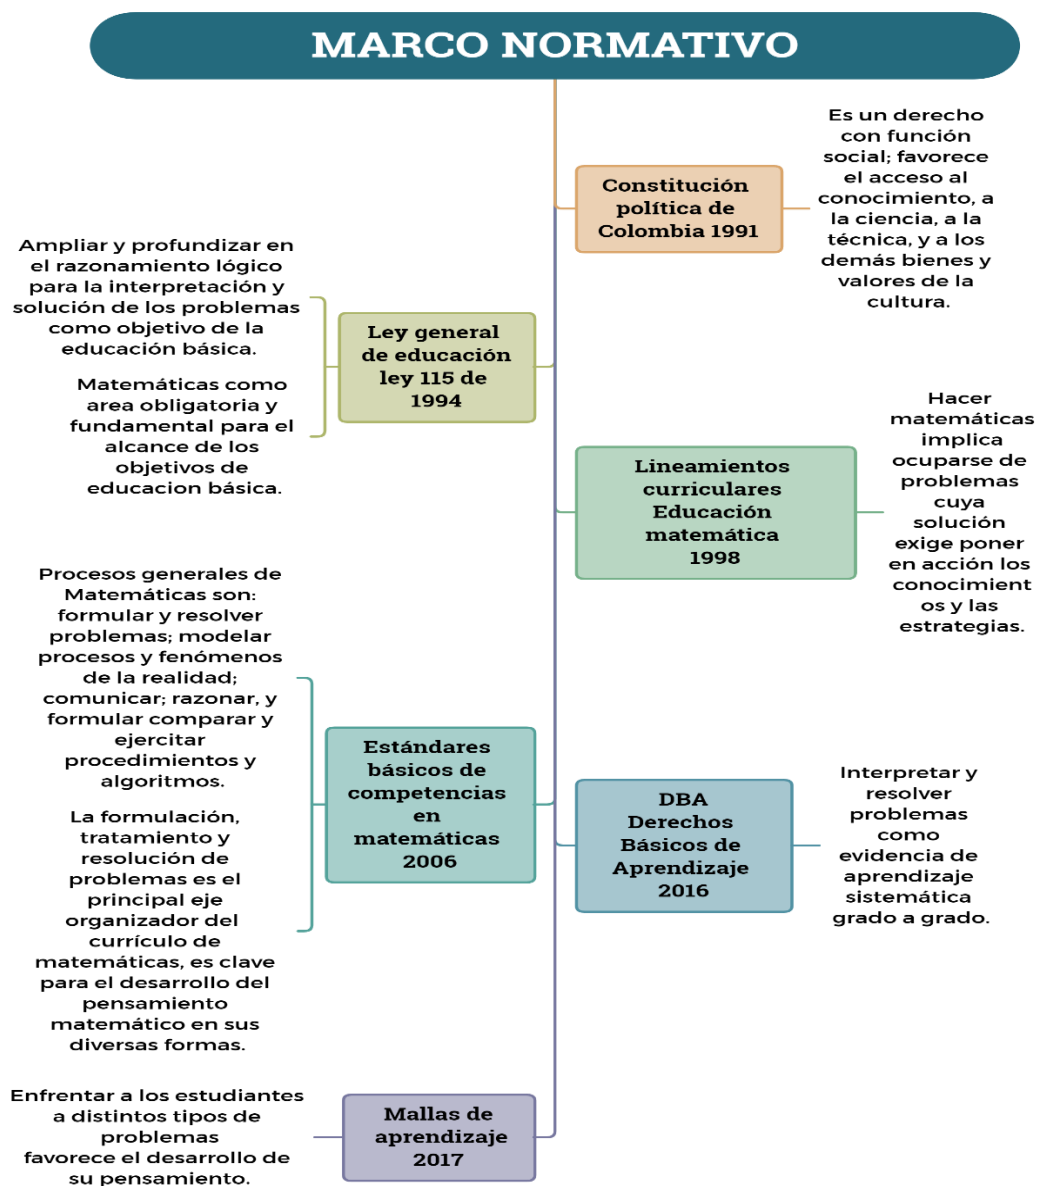 MARCO NORMATIVO
Constitución
política de
Colombia 1991
Es un derecho
con función
social; favorece
el acceso al
conocimiento, a
la ciencia, a la
técnica, y a los
demás bienes y
valores de la
cultura.
Ley general
de educación
ley 115 de
1994
Ampliar y profundizar en
el razonamiento lógico
para la interpretación y
solución de los problemas
como objetivo de la
educación básica.
Matemáticas como
area obligatoria y
fundamental para el
alcance de los
objetivos de
educacion básica.
Lineamientos
curriculares
Educación
matemática
1998
Hacer
matemáticas
implica
ocuparse de
problemas
cuya
solución
exige poner
en acción los
conocimient
os y las
estrategias.
Estándares
básicos de
competencias
en
matemáticas
2006
Procesos generales de
Matemáticas son:
formular y resolver
problemas; modelar
procesos y fenómenos
de la realidad;
comunicar; razonar, y
formular comparar y
ejercitar
procedimientos y
algoritmos.
La formulación,
tratamiento y
resolución de
problemas es el
principal eje
organizador del
currículo de
matemáticas, es clave
para el desarrollo del
pensamiento
matemático en sus
diversas formas.
DBA
Derechos
Básicos de
Aprendizaje
2016
Interpretar y
resolver
problemas
como
evidencia de
aprendizaje
sistemática
grado a grado.
Mallas de
aprendizaje
2017
Enfrentar a los estudiantes
a distintos tipos de
problemas
favorece el desarrollo de
su pensamiento.